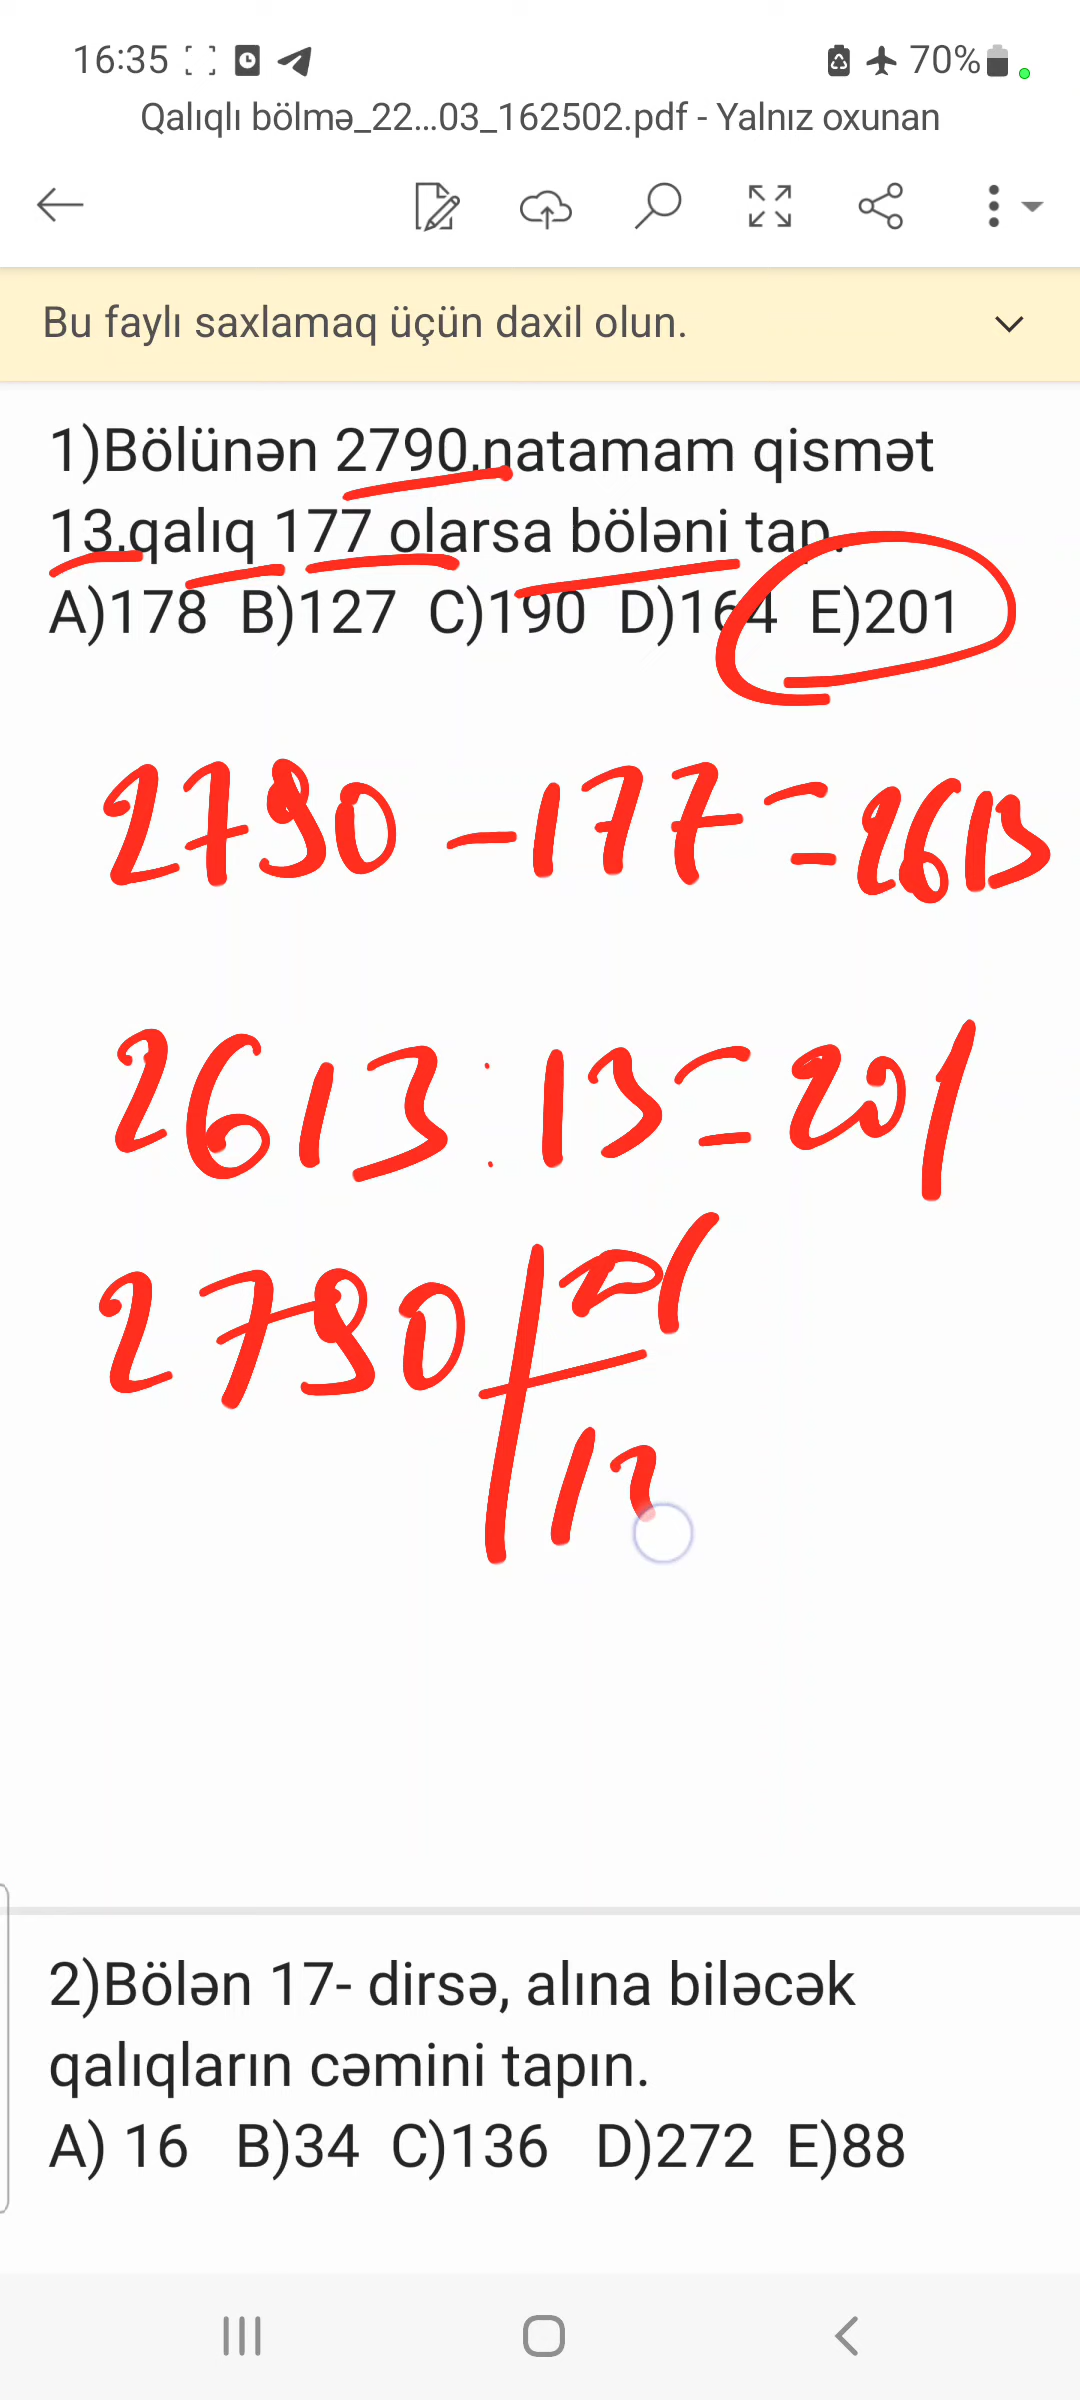 16:35 70%
Qalıqlı bölmə_22...03_162502.pdf - Yalnız oxunan
Bu faylı saxlamaq üçün daxil olun.
1)Bölünən 2790,natamam qismət
13,qalıq 177 olarsa böləni tap.
A)178 B)127 C)190 D)164 E)201
2790 - 177 = 2613
2613 : 13 = 201
2790 201
13
2)Bölən 17- dirsə, alına biləcək
qalıqların cəmini tapın.
A) 16 B)34 C)136 D)272 E)88